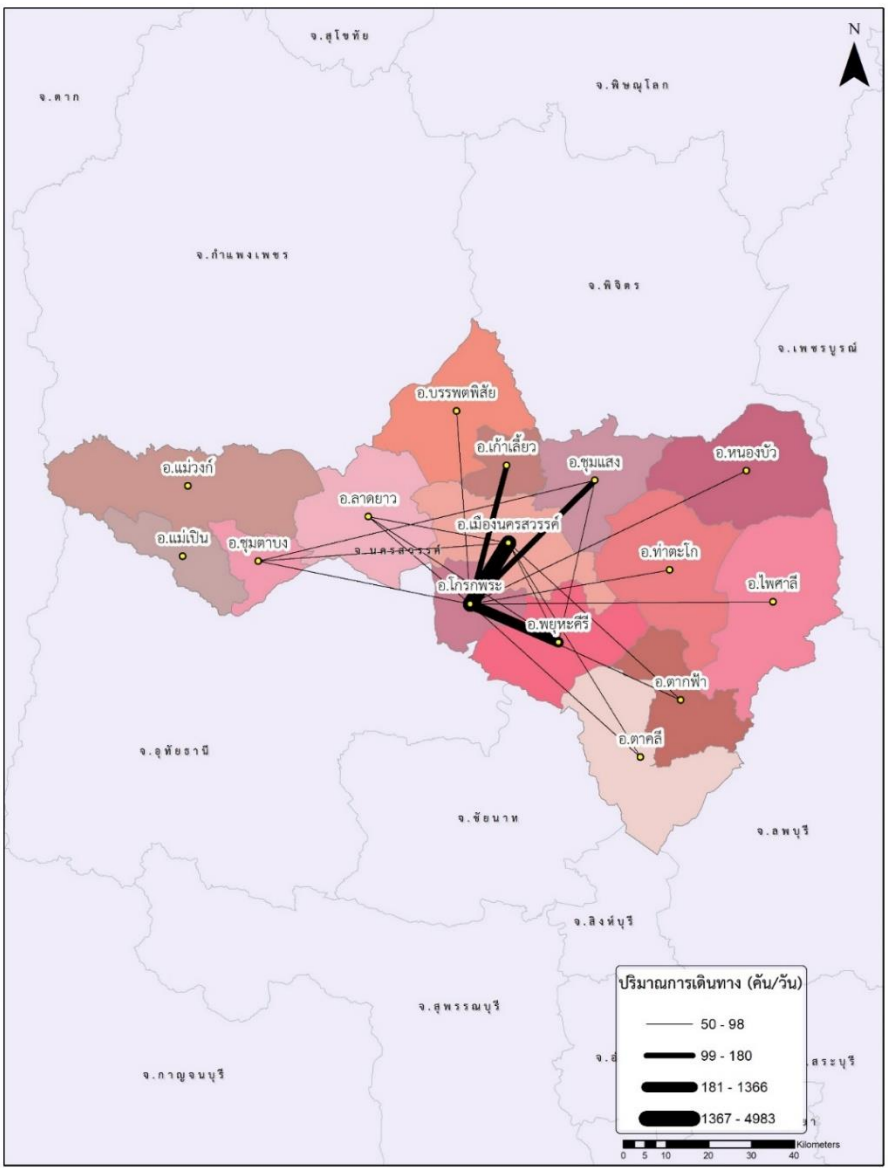 จ.สุโขทัย
N
จ.ตาก
จ.พิษณุโลก
จ.กำแพงเพชร
จ.พิจิตร
จ.เพชรบูรณ์
อ.บรรพตพิสัย
อ.เก้าเลี้ยว
อ.ชุมแสง
อ.หนองบัว
อ.แม่วงก์
อ.ลาดยาว
อ.เมืองนครสวรรค์
อ.แม่เปิน
อ.ชุมตาบง
จ.นครสวรรค์
อ.ท่าตะโก
อ.โกรกพระ
อ.ไพศาลี
อ.พยุหะคีรี
อ.ตากฟ้า
อ.ตาคลี
จ.อุทัยธานี
จ.ชัยนาท
จ.ลพบุรี
จ.สิงห์บุรี
จ.สุพรรณบุรี
จ.กาญจนบุรี
ปริมาณการเดินทาง (คัน/วัน)
50 - 98
99 - 180
181 - 1366
1367 - 4983
สระบุรี
Kilometers
0 5 10 20 30 40